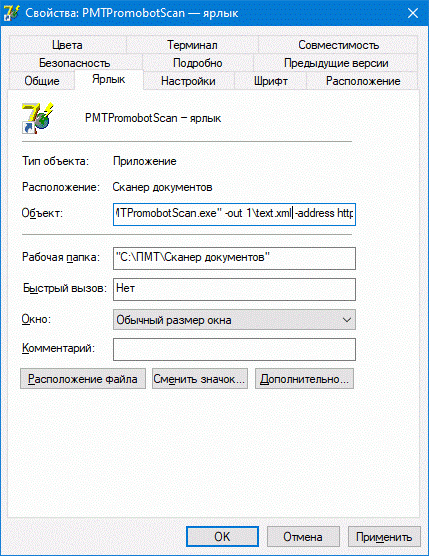 Свойства: PMTPromobotScan — ярлык
Цвета Терминал Совместимость
Безопасность Подробно Предыдущие версии
Общие Ярлык Настройки Шрифт Расположение
PMTPromobotScan – ярлык
Тип объекта: Приложение
Расположение: Сканер документов
Объект: MTPromobotScan.exe" -out 1\text.xml -address http
Рабочая папка: "C:\ПМТ\Сканер документов"
Быстрый вызов: Нет
Окно: Обычный размер окна
Комментарий:
Расположение файла Сменить значок... Дополнительно...
OK Отмена Применить